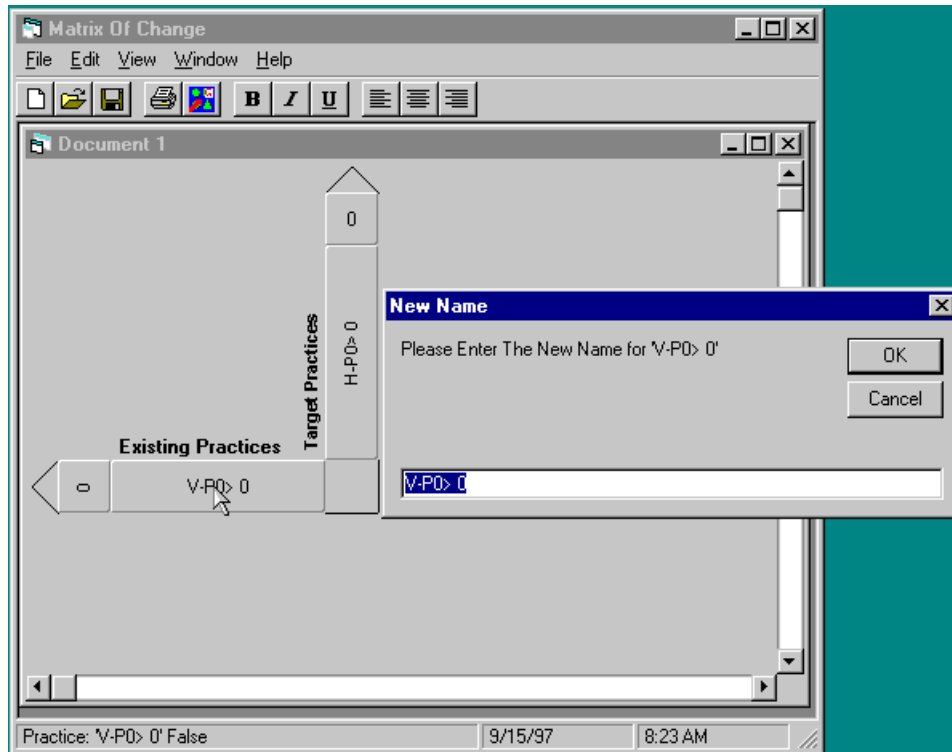 Matrix Of Change
File Edit View Window Help
B I U
Document 1
0
Target Practices
H-P0> 0
Existing Practices
0
V-P0> 0
New Name
Please Enter The New Name for 'V-P0> 0'
OK
Cancel
V-P0> 0
Practice: 'V-P0> 0' False
9/15/97
8:23 AM